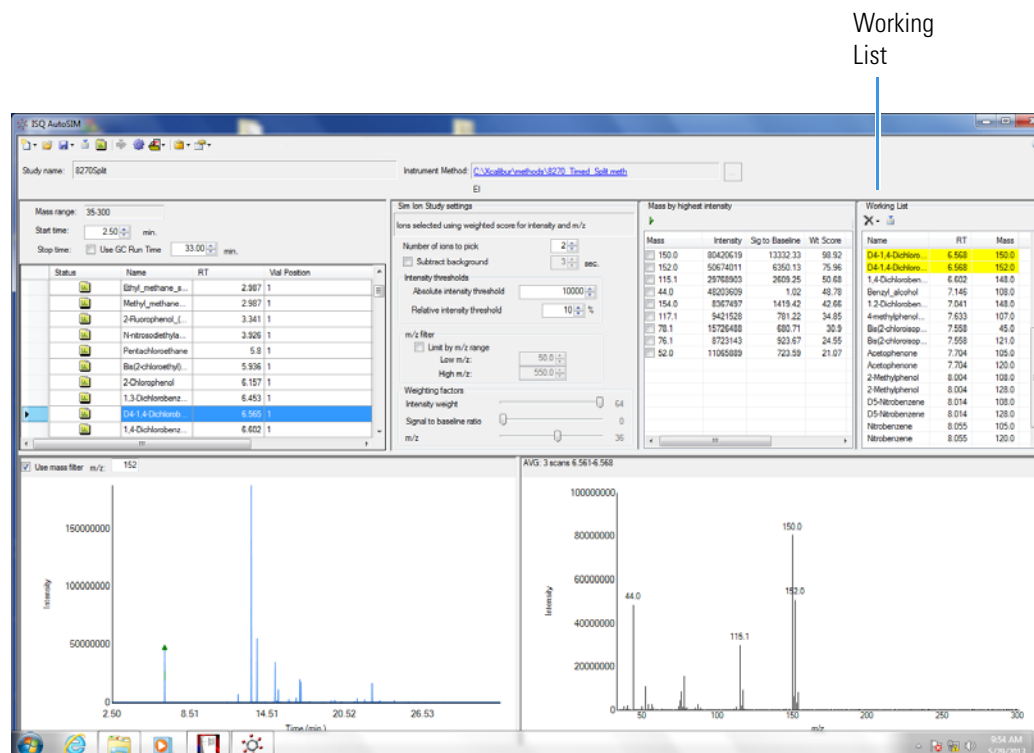 Working
List
ISQ AutoSIM
Study name: 8270Split
Instrument Method: C:\Xcalibur\methods\8270_Timed_Split.meth
EI
Mass range: 35-300
Start time: 2.50 min.
Stop time: Use GC Run Time 33.00 min.
Status Name RT Vial Position
Ethyl_methane_s... 2.987 1
Methyl_methane... 2.987 1
2-Fluorophenol_(... 3.341 1
N-nitrosodiethyla... 3.926 1
Pentachloroethane 5.8 1
Bis(2-chloroethyl)... 5.936 1
2-Chlorophenol 6.157 1
1,3-Dichlorobenz... 6.453 1
D4-1,4-Dichlorob... 6.565 1
1,4-Dichlorobenz... 6.602 1
Sim Ion Study settings
Ions selected using weighted score for intensity and m/z
Number of ions to pick 2
Subtract background 3 sec.
Intensity thresholds
Absolute intensity threshold 10000
Relative intensity threshold 10 %
m/z filter
Limit by m/z range
Low m/z: 50.0
High m/z: 550.0
Weighting factors
Intensity weight 64
Signal to baseline ratio 0
m/z 36
Mass by highest intensity
Mass Intensity Sig to Baseline Wt Score
150.0 80420619 13332.33 98.92
152.0 50674011 6350.13 75.96
115.1 29768903 2609.25 50.68
44.0 48203609 1.02 48.78
154.0 8367497 1419.42 42.66
117.1 9421528 781.22 34.85
78.1 15726488 680.71 30.9
76.1 8723143 923.67 24.55
52.0 11065889 723.59 21.07
Working List
Name RT Mass
D4-1,4-Dichloro... 6.568 150.0
D4-1,4-Dichloro... 6.568 152.0
1,4-Dichloroben... 6.602 148.0
Benzyl_alcohol 7.146 108.0
1,2-Dichloroben... 7.041 148.0
4-methylphenol... 7.633 107.0
Bis(2-chloroisop... 7.558 45.0
Bis(2-chloroisop... 7.558 121.0
Acetophenone 7.704 105.0
Acetophenone 7.704 120.0
2-Methylphenol 8.004 108.0
2-Methylphenol 8.004 128.0
D5-Nitrobenzene 8.014 108.0
D5-Nitrobenzene 8.014 128.0
Nitrobenzene 8.055 105.0
Nitrobenzene 8.055 120.0
Use mass filter m/z: 152
Intensity
150000000
100000000
50000000
0
2.50 8.51 14.51 20.52 26.53
Time (min.)
AVG: 3 scans 6.561-6.568
Intensity
100000000
80000000
60000000
40000000
20000000
0
44.0
115.1
150.0
152.0
50 100 150 200 250 300
m/z
9:54 AM